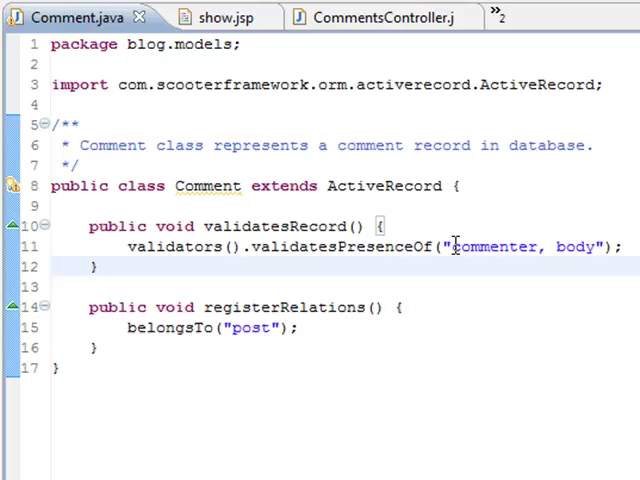 Comment.java show.jsp CommentsController.j »2
1 package blog.models;
2
3 import com.scooterframework.orm.activerecord.ActiveRecord;
4
5 /**
6 * Comment class represents a comment record in database.
7 */
8 public class Comment extends ActiveRecord {
9
10 public void validatesRecord() {
11 validators().validatesPresenceOf("commenter, body");
12 }
13
14 public void registerRelations() {
15 belongsTo("post");
16 }
17 }